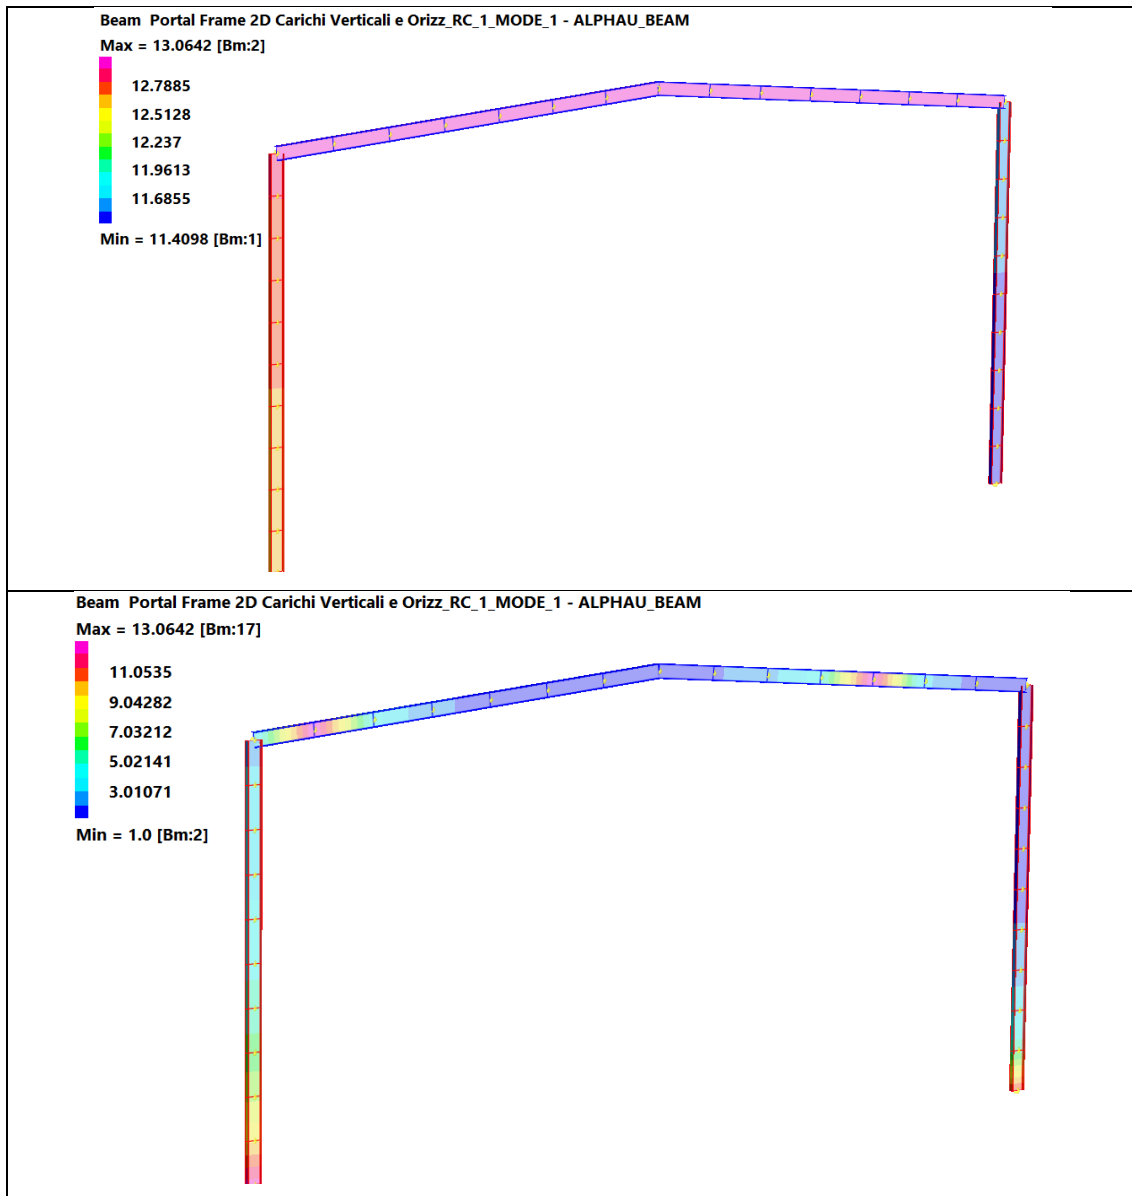 Beam Portal Frame 2D Carichi Verticali e Orizz_RC_1_MODE_1 - ALPHAU_BEAM
Max = 13.0642 [Bm:2]
12.7885
12.5128
12.237
11.9613
11.6855
Min = 11.4098 [Bm:1]
Beam Portal Frame 2D Carichi Verticali e Orizz_RC_1_MODE_1 - ALPHAU_BEAM
Max = 13.0642 [Bm:17]
11.0535
9.04282
7.03212
5.02141
3.01071
Min = 1.0 [Bm:2]